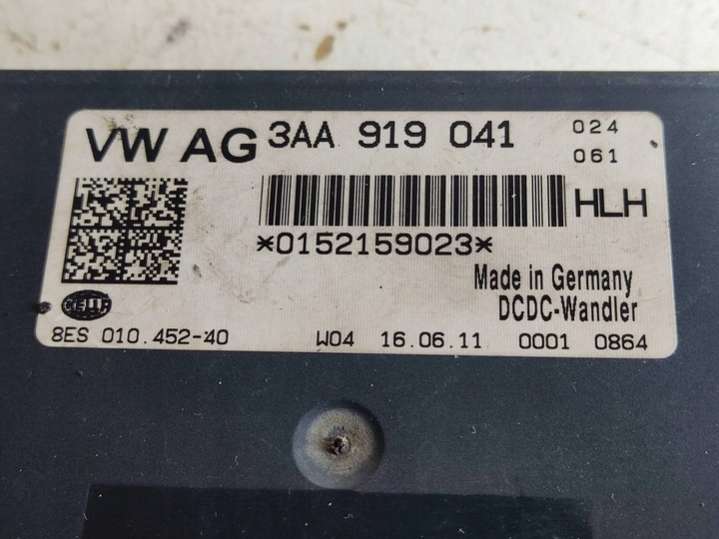 VW AG 3AA 919 041 024
061
HLH
*0152159023*
Made in Germany
DCDC-Wandler
HELLA
8ES 010.452-40 W04 16.06.11 0001 0864